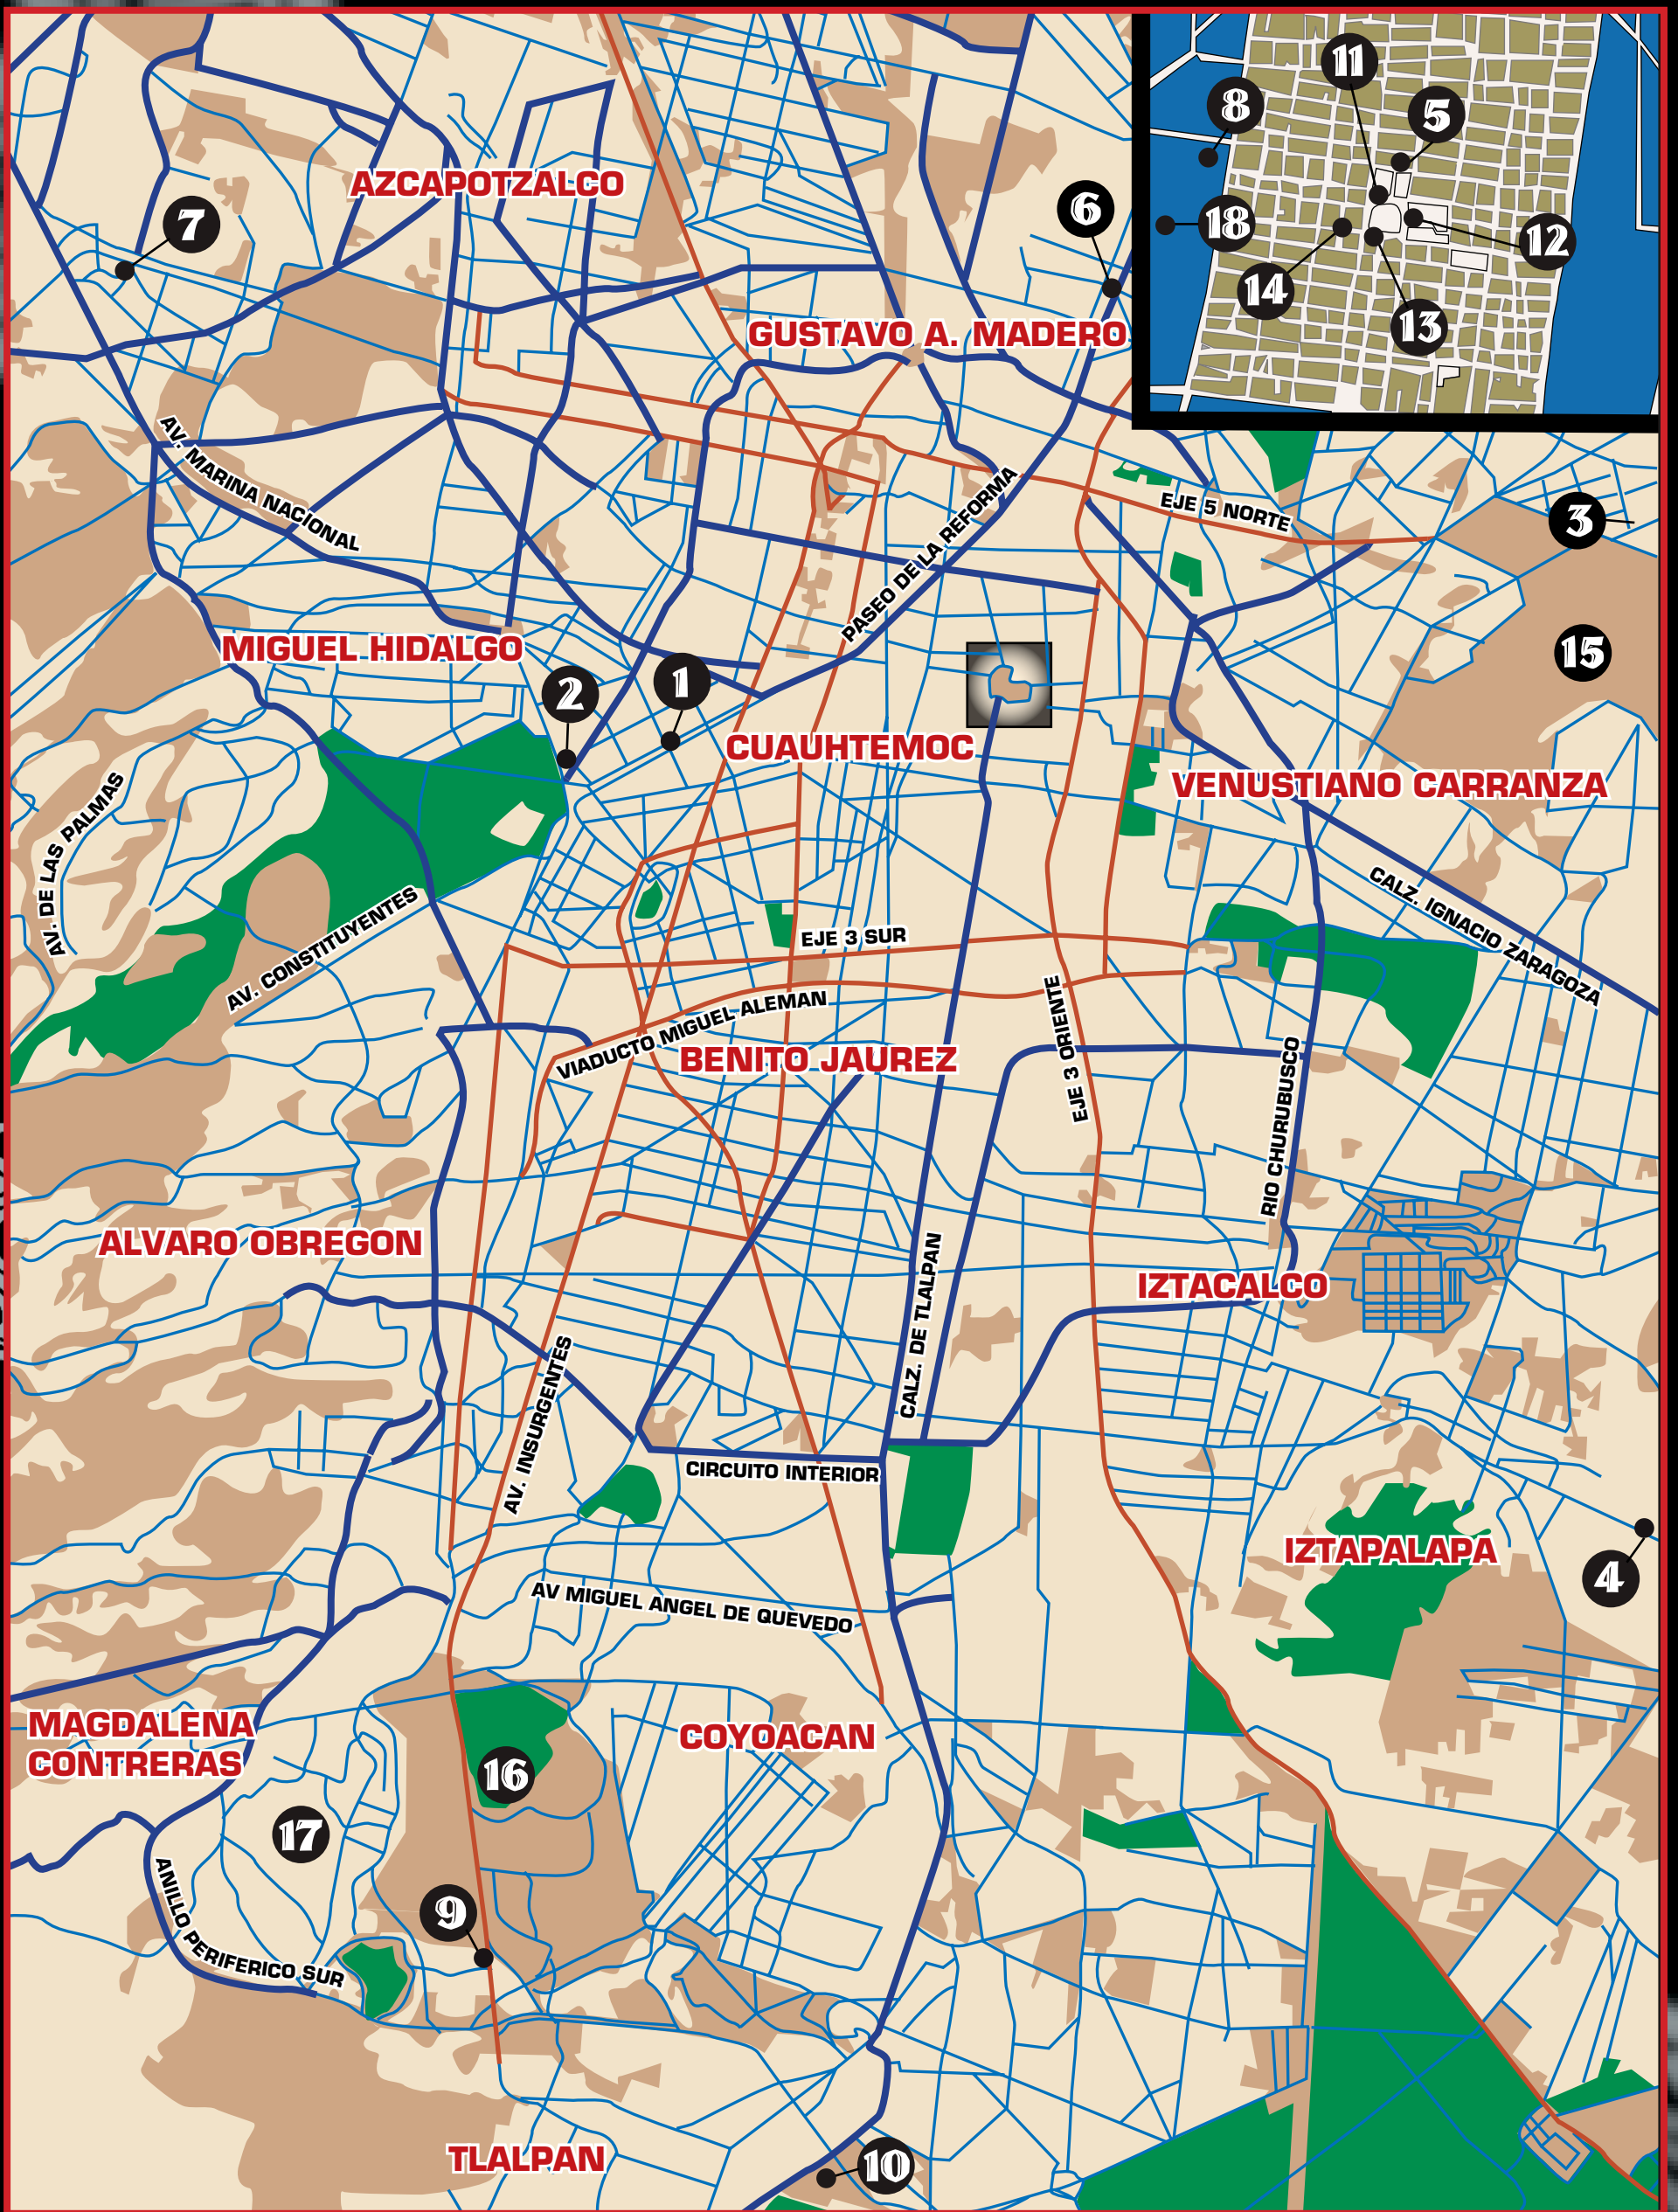 11
8
5
AZCAPOTZALCO
7
6
18
12
14
13
GUSTAVO A. MADERO
AV. MARINA NACIONAL
PASEO DE LA REFORMA
EJE 5 NORTE
3
MIGUEL HIDALGO
15
2
1
CUAUHTEMOC
VENUSTIANO CARRANZA
AV. DE LAS PALMAS
AV. CONSTITUYENTES
CALZ. IGNACIO ZARAGOZA
EJE 3 SUR
VIADUCTO MIGUEL ALEMAN
BENITO JAUREZ
EJE 3 ORIENTE
RIO CHURUBUSCO
ALVARO OBREGON
CALZ. DE TLALPAN
IZTACALCO
AV. INSURGENTES
CIRCUITO INTERIOR
IZTAPALAPA
4
AV MIGUEL ANGEL DE QUEVEDO
MAGDALENA
CONTRERAS
COYOACAN
16
17
ANILLO PERIFERICO SUR
9
TLALPAN
10